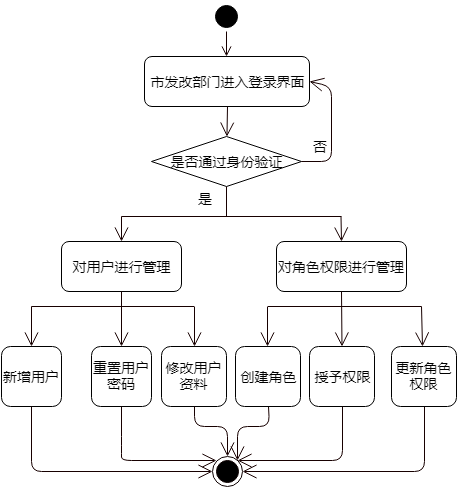 市发改部门进入登录界面
是否通过身份验证
否
是
对用户进行管理
对角色权限进行管理
新增用户
重置用户
密码
修改用户
资料
创建角色
授予权限
更新角色
权限